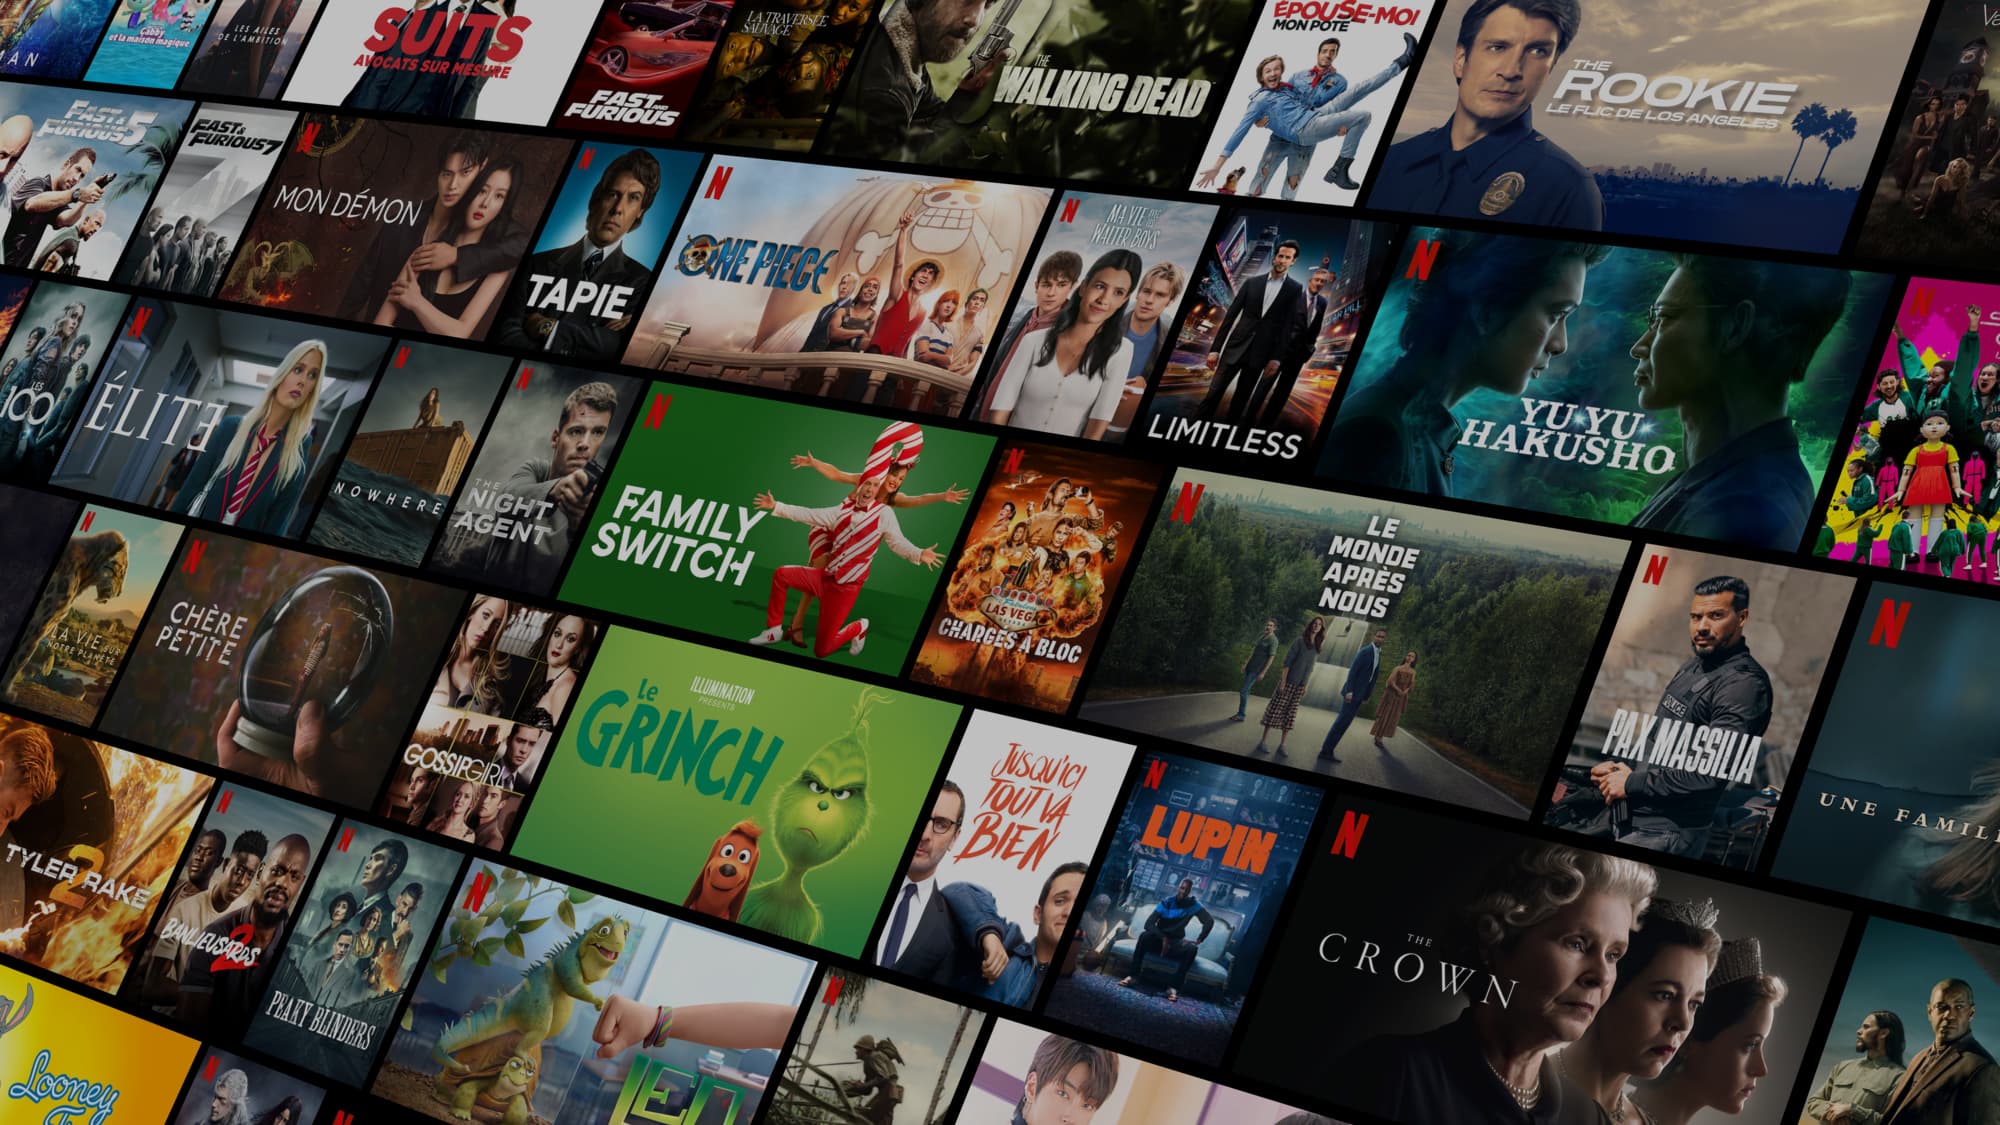 Gabby
et la maison magique
LES AILES
DE L'AMBITION
SUITS
AVOCATS SUR MESURE
FAST AND
FURIOUS
LA TRAVERSÉE
SAUVAGE
THE
WALKING DEAD
ÉPOUSE-MOI
MON POTE
THE
ROOKIE
LE FLIC DE LOS ANGELES
FAST &
FURIOUS 5
FAST &
FURIOUS 7
N
MON DÉMON
N
TAPIE
N
ONE PIECE
N
MA VIE AVEC LES
WALTER BOYS
LIMITLESS
N
YU YU
HAKUSHO
N
LES
100
N
ÉLITE
N
NOWHERE
N
THE
NIGHT
AGENT
N
FAMILY
SWITCH
N
Fabulous
LAS VEGAS
CHARGÉS À BLOC
N
LE
MONDE
APRÈS
NOUS
N
POLICE
PAX MASSILIA
N
UNE FAMIL
N
LA VIE SUR
NOTRE PLANÈTE
N
CHÈRE
PETITE
GOSSIP GIRL
ILLUMINATION
PRESENTS
le
GRINCH
JUSQU'ICI
TOUT VA
BIEN
N
LUPIN
N
THE
CROWN
TYLER RAKE
2
N
BANLIEUSARDS
2
N
PEAKY BLINDERS
N
LEO
N
Looney
N
N